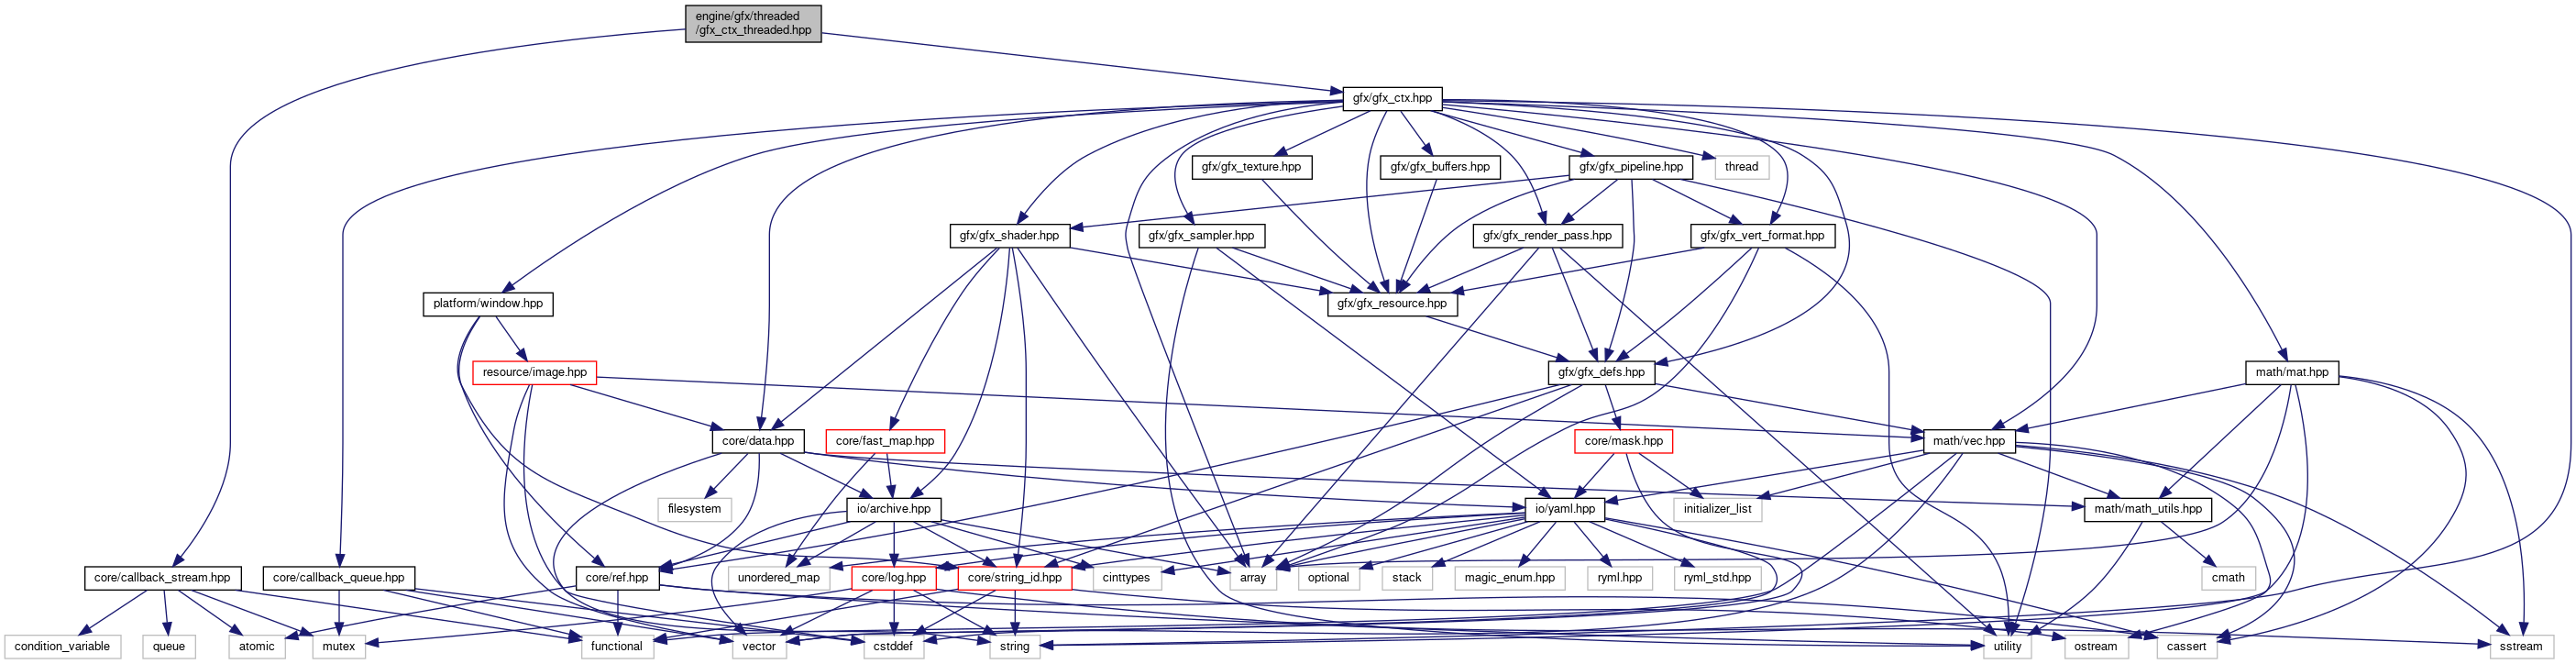 engine/gfx/threaded
/gfx_ctx_threaded.hpp
gfx/gfx_ctx.hpp
gfx/gfx_texture.hpp
gfx/gfx_buffers.hpp
gfx/gfx_pipeline.hpp
thread
gfx/gfx_shader.hpp
gfx/gfx_sampler.hpp
gfx/gfx_render_pass.hpp
gfx/gfx_vert_format.hpp
platform/window.hpp
gfx/gfx_resource.hpp
resource/image.hpp
gfx/gfx_defs.hpp
math/mat.hpp
core/data.hpp
core/fast_map.hpp
core/mask.hpp
math/vec.hpp
filesystem
io/archive.hpp
io/yaml.hpp
initializer_list
math/math_utils.hpp
core/callback_stream.hpp
core/callback_queue.hpp
core/ref.hpp
unordered_map
core/log.hpp
core/string_id.hpp
cinttypes
array
optional
stack
magic_enum.hpp
ryml.hpp
ryml_std.hpp
cmath
condition_variable
queue
atomic
mutex
functional
vector
cstddef
string
utility
ostream
cassert
sstream